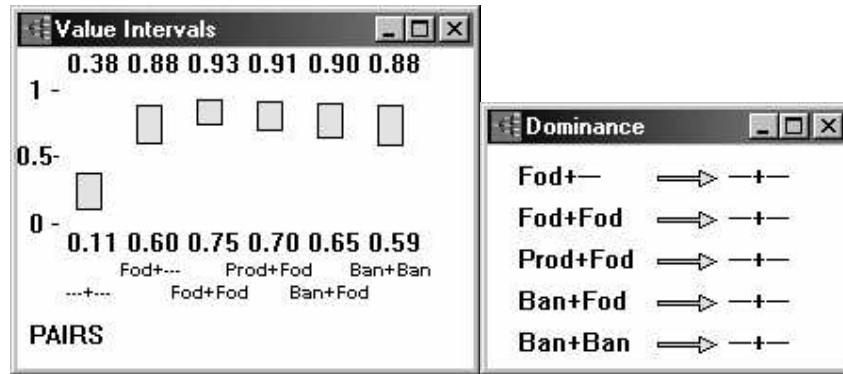 Value Intervals
0.38 0.88 0.93 0.91 0.90 0.88
1 -
0.5-
0 -
0.11 0.60 0.75 0.70 0.65 0.59
Fod+--- Prod+Fod Ban+Ban
---+--- Fod+Fod Ban+Fod
PAIRS
Dominance
Fod+— —+—
Fod+Fod —+—
Prod+Fod —+—
Ban+Fod —+—
Ban+Ban —+—